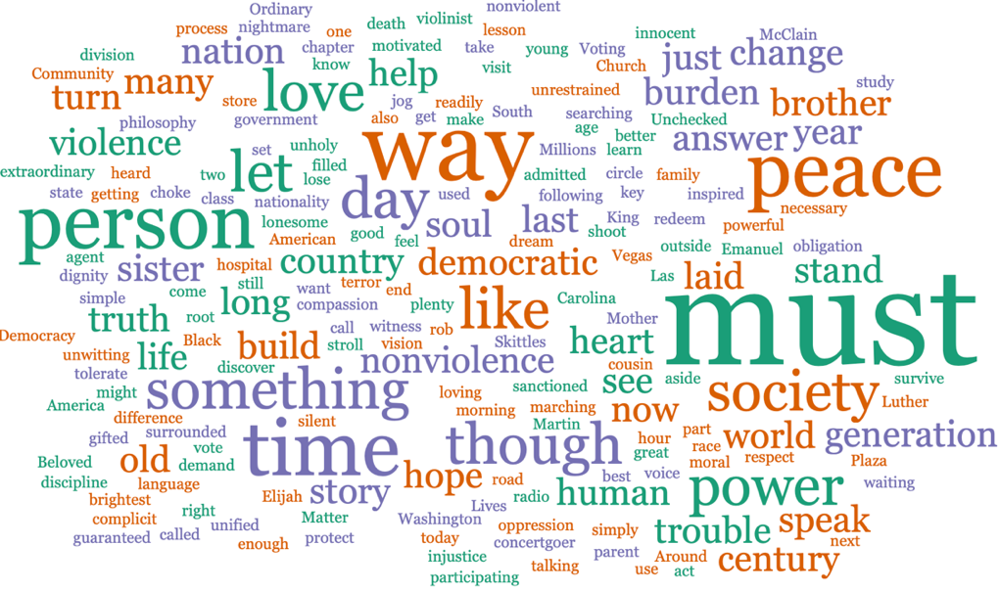 Ordinary
nonviolent
process nightmare one death violinist lesson
nation chapter motivated take young Voting innocent McClain
division know help visit Church just change
Community many love unrestrained burden brother study
turn store jog readily
philosophy government also get make South searching Unchecked
violence set unholy way age better answer year
extraordinary heard two let filled Millions learn peace
lose admitted circle family
state getting choke class nationality day used following key inspired necessary
person lonesome soul last King redeem powerful
American good feel dream shoot
agent sister hospital country democratic Vegas outside Emanuel obligation
dignity still terror end Las laid stand
simple come long want compassion plenty like Carolina must
truth root call witness rob Mother
Democracy Black build stroll vision Skittles heart
unwitting life discover nonviolence cousin
tolerate might something loving sanctioned see aside society survive
America difference morning marching now Luther
gifted surrounded silent time though Martin hour part world generation
vote race
Beloved old demand great moral respect Plaza
discipline language story hope road best voice power waiting
brightest Elijah radio human
complicit right Matter Washington Lives speak
guaranteed called unified enough protect today oppression simply trouble next
concertgoer parent Around century
injustice talking use act
participating